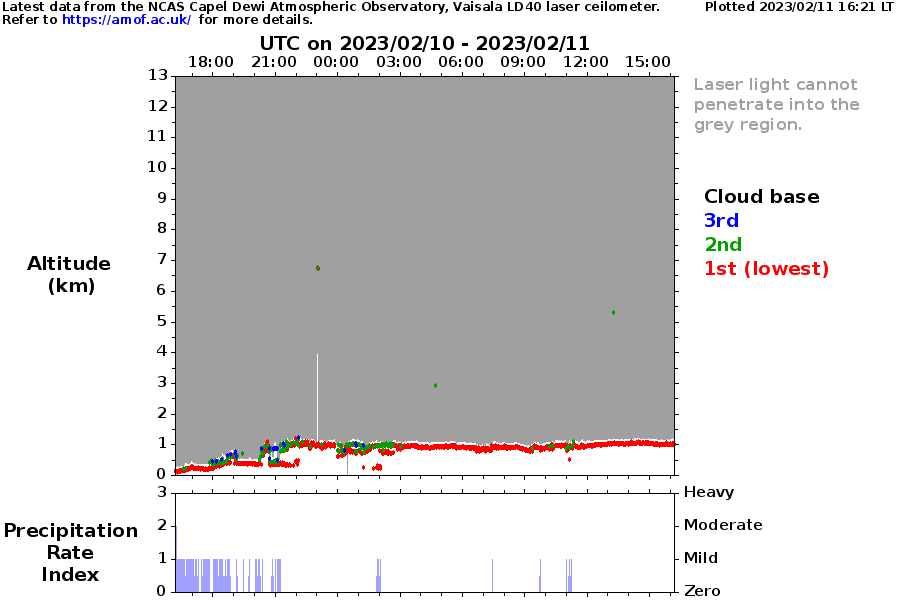 Latest data from the NCAS Capel Dewi Atmospheric Observatory, Vaisala LD40 laser ceilometer.
Plotted 2023/02/11 16:21 LT
Refer to https://amof.ac.uk/ for more details.
UTC on 2023/02/10 - 2023/02/11
18:00 21:00 00:00 03:00 06:00 09:00 12:00 15:00
13
12
11
10
9
8
7
6
5
4
3
2
1
0
Altitude
(km)
Laser light cannot
penetrate into the
grey region.
Cloud base
3rd
2nd
1st (lowest)
3 Heavy
2 Moderate
1 Mild
0 Zero
Precipitation
Rate
Index